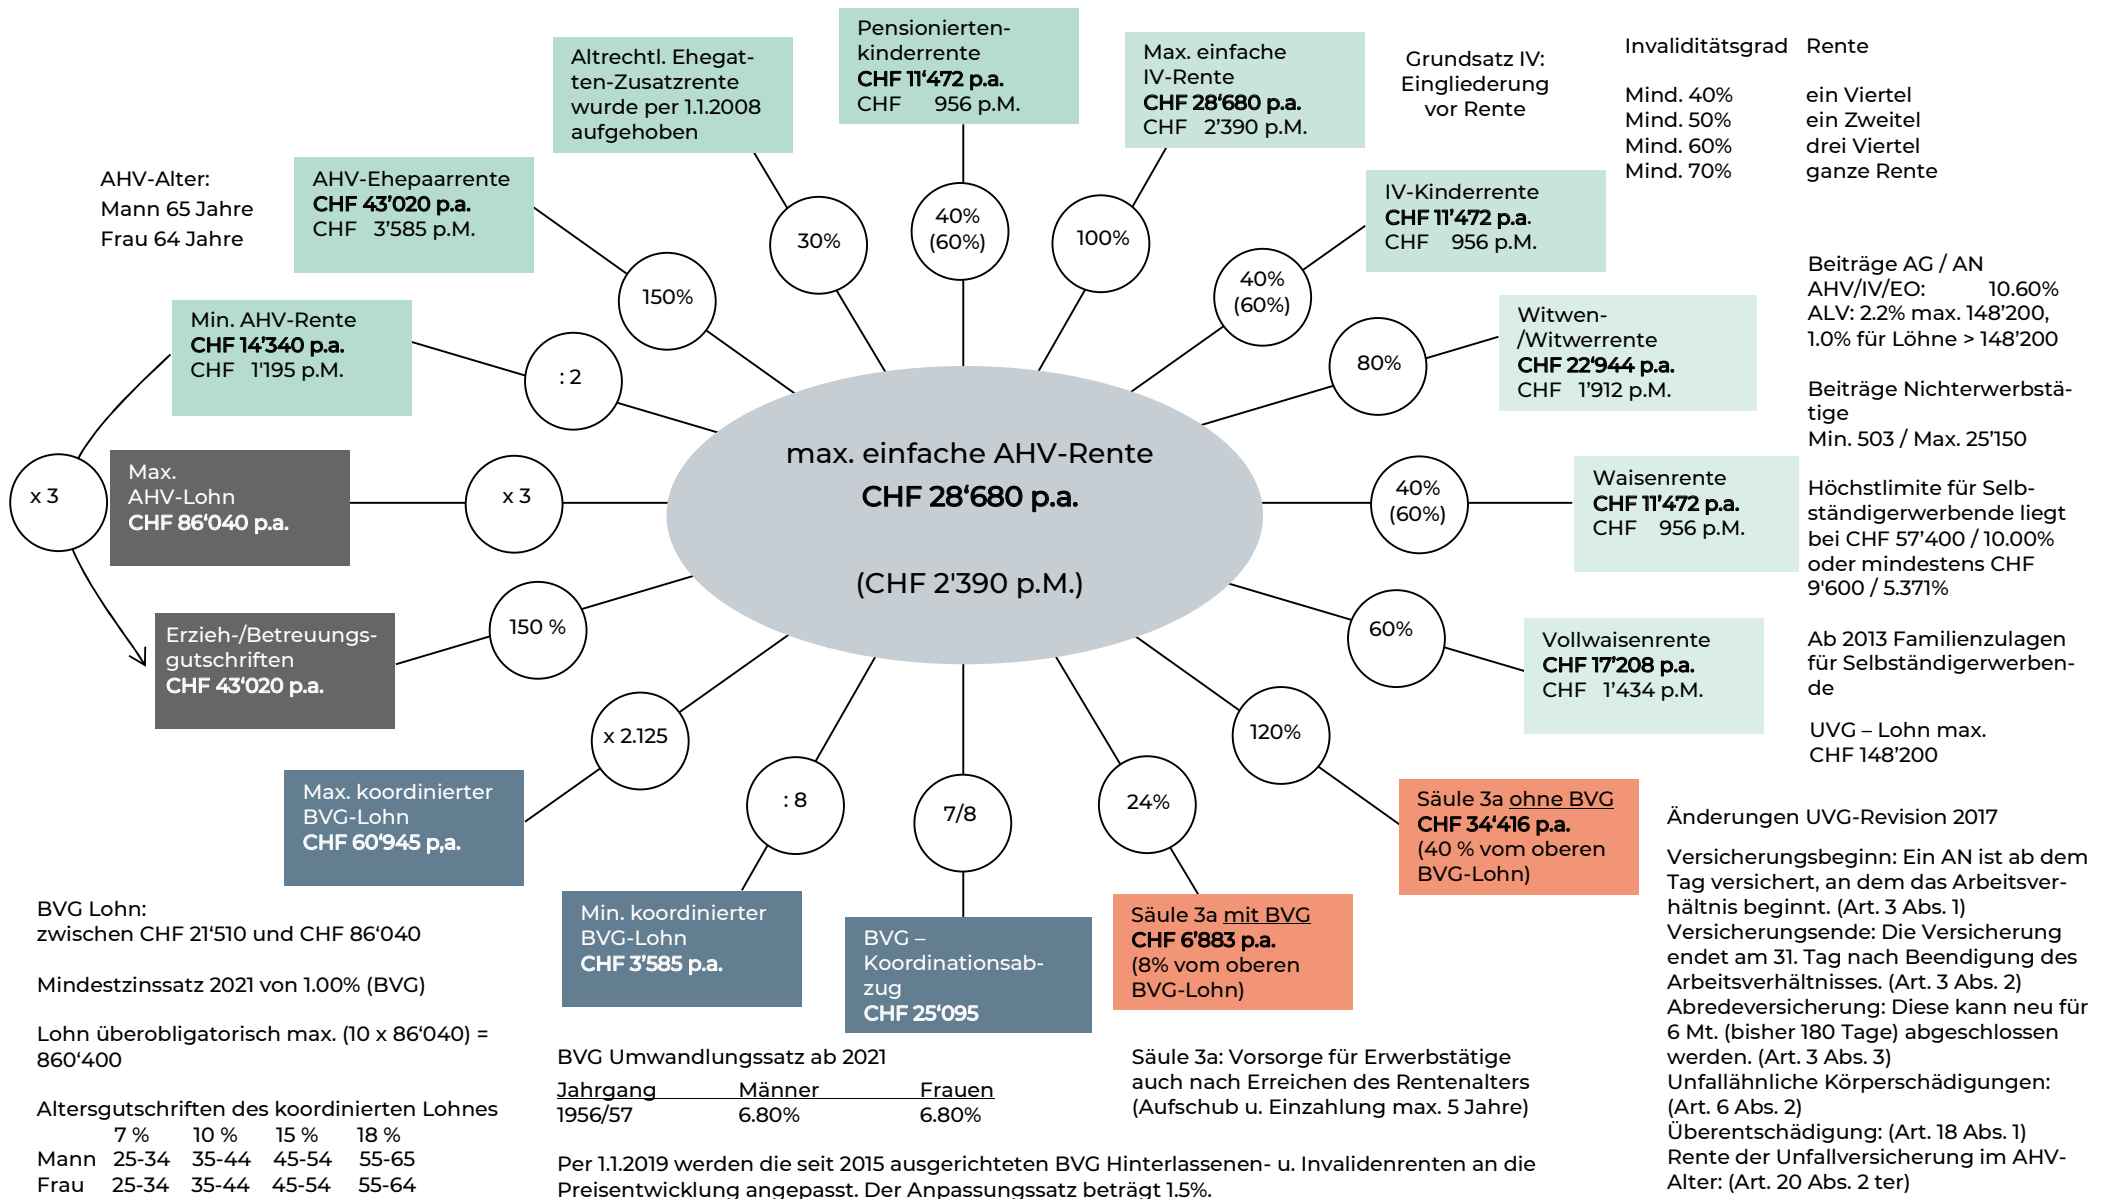 Pensionierten-
kinderrente
CHF 11‘472 p.a.
CHF 956 p.M.
Altrechtl. Ehegat-
ten-Zusatzrente
wurde per 1.1.2008
aufgehoben
Max. einfache
IV-Rente
CHF 28‘680 p.a.
CHF 2’390 p.M.
Grundsatz IV:
Eingliederung
vor Rente
Invaliditätsgrad Rente
Mind. 40% ein Viertel
Mind. 50% ein Zweitel
Mind. 60% drei Viertel
Mind. 70% ganze Rente
AHV-Alter:
Mann 65 Jahre
Frau 64 Jahre
AHV-Ehepaarrente
CHF 43’020 p.a.
CHF 3’585 p.M.
IV-Kinderrente
CHF 11’472 p.a.
CHF 956 p.M.
150%
30%
40%
(60%)
100%
40%
(60%)
80%
Min. AHV-Rente
CHF 14’340 p.a.
CHF 1'195 p.M.
: 2
Witwen-
/Witwerrente
CHF 22‘944 p.a.
CHF 1’912 p.M.
Beiträge AG / AN
AHV/IV/EO: 10.60%
ALV: 2.2% max. 148’200,
1.0% für Löhne > 148’200
Beiträge Nichterwerbstä-
tige
Min. 503 / Max. 25’150
Höchstlimite für Selb-
ständigerwerbende liegt
bei CHF 57’400 / 10.00%
oder mindestens CHF
9'600 / 5.371%
Ab 2013 Familienzulagen
für Selbständigerwerben-
de
UVG – Lohn max.
CHF 148’200
x 3
Max.
AHV-Lohn
CHF 86‘040 p.a.
x 3
max. einfache AHV-Rente
CHF 28‘680 p.a.
(CHF 2'390 p.M.)
40%
(60%)
Waisenrente
CHF 11’472 p.a.
CHF 956 p.M.
Erzieh-/Betreuungs-
gutschriften
CHF 43‘020 p.a.
150 %
60%
Vollwaisenrente
CHF 17’208 p.a.
CHF 1’434 p.M.
x 2.125
: 8
7/8
24%
120%
Max. koordinierter
BVG-Lohn
CHF 60‘945 p,a.
Min. koordinierter
BVG-Lohn
CHF 3‘585 p.a.
BVG –
Koordinationsab-
zug
CHF 25‘095
Säule 3a mit BVG
CHF 6’883 p.a.
(8% vom oberen
BVG-Lohn)
Säule 3a ohne BVG
CHF 34‘416 p.a.
(40 % vom oberen
BVG-Lohn)
BVG Lohn:
zwischen CHF 21‘510 und CHF 86‘040
Mindestzinssatz 2021 von 1.00% (BVG)
Lohn überobligatorisch max. (10 x 86‘040) =
860‘400
Altersgutschriften des koordinierten Lohnes
7 % 10 % 15 % 18 %
Mann 25-34 35-44 45-54 55-65
Frau 25-34 35-44 45-54 55-64
BVG Umwandlungssatz ab 2021
Jahrgang Männer Frauen
1956/57 6.80% 6.80%
Per 1.1.2019 werden die seit 2015 ausgerichteten BVG Hinterlassenen- u. Invalidenrenten an die
Preisentwicklung angepasst. Der Anpassungssatz beträgt 1.5%.
Säule 3a: Vorsorge für Erwerbstätige
auch nach Erreichen des Rentenalters
(Aufschub u. Einzahlung max. 5 Jahre)
Änderungen UVG-Revision 2017
Versicherungsbeginn: Ein AN ist ab dem
Tag versichert, an dem das Arbeitsver-
hältnis beginnt. (Art. 3 Abs. 1)
Versicherungsende: Die Versicherung
endet am 31. Tag nach Beendigung des
Arbeitsverhältnisses. (Art. 3 Abs. 2)
Abredeversicherung: Diese kann neu für
6 Mt. (bisher 180 Tage) abgeschlossen
werden. (Art. 3 Abs. 3)
Unfallähnliche Körperschädigungen:
(Art. 6 Abs. 2)
Überentschädigung: (Art. 18 Abs. 1)
Rente der Unfallversicherung im AHV-
Alter: (Art. 20 Abs. 2 ter)